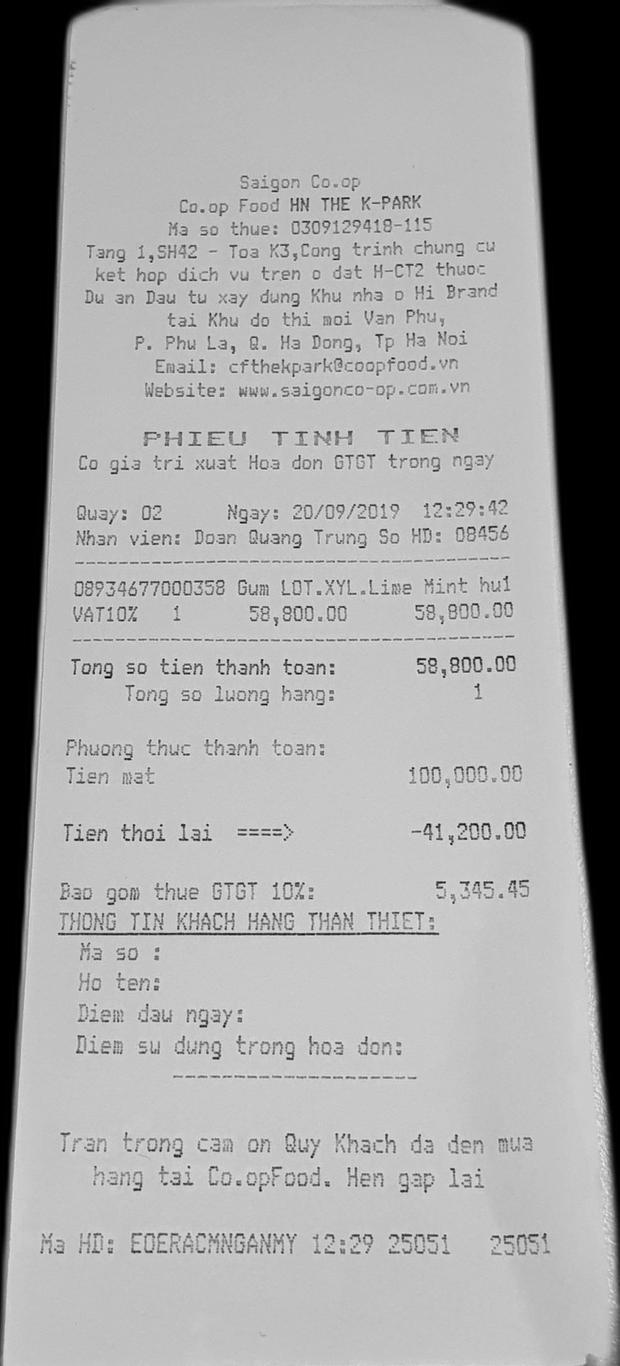 Saigon Co.op
Co.op Food HN THE K-PARK
Ma so thue: 0309129418-115
Tang 1,SH42 - Toa K3,Cong trinh chung cu
ket hop dich vu tren o dat H-CT2 thuoc
Du an Dau tu xay dung Khu nha o Hi Brand
tai Khu do thi moi Van Phu,
P. Phu La, Q. Ha Dong, Tp Ha Noi
Email: cfthekpark@coopfood.vn
Website: www.saigonco-op.com.vn
PHIEU TINH TIEN
Co gia tri xuat Hoa don GTGT trong ngay
Quay: 02 Ngay: 20/09/2019 12:29:42
Nhan vien: Doan Quang Trung So HD: 08456
08934677000358 Gum LOT.XYL.Lime Mint hu1
VAT10% 1 58,800.00 58,800.00
Tong so tien thanh toan: 58,800.00
Tong so luong hang: 1
Phuong thuc thanh toan:
Tien mat 100,000.00
Tien thoi lai ====> -41,200.00
Bao gom thue GTGT 10%: 5,345.45
THONG TIN KHACH HANG THAN THIET:
Ma so :
Ho ten:
Diem dau ngay:
Diem su dung trong hoa don:
Tran trong cam on Quy Khach da den mua
hang tai Co.opFood. Hen gap lai
Ma HD: EOERACMNGANMY 12:29 25051 25051